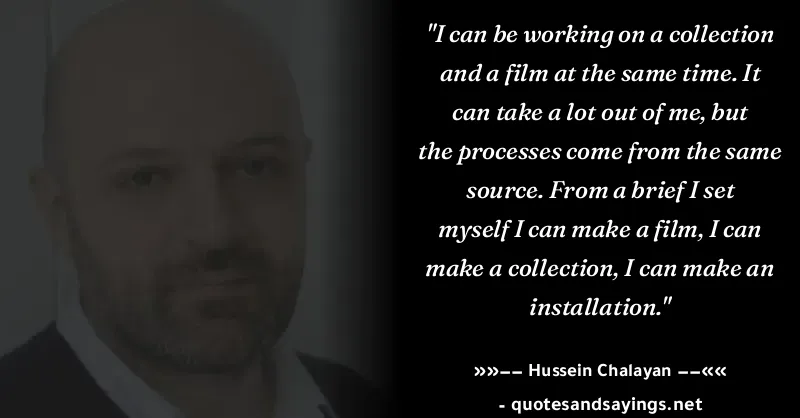 "I can be working on a collection
and a film at the same time. It
can take a lot out of me, but
the processes come from the same
source. From a brief I set
myself I can make a film, I can
make a collection, I can make an
installation."
»»–– Hussein Chalayan ––««
- quotesandsayings.net